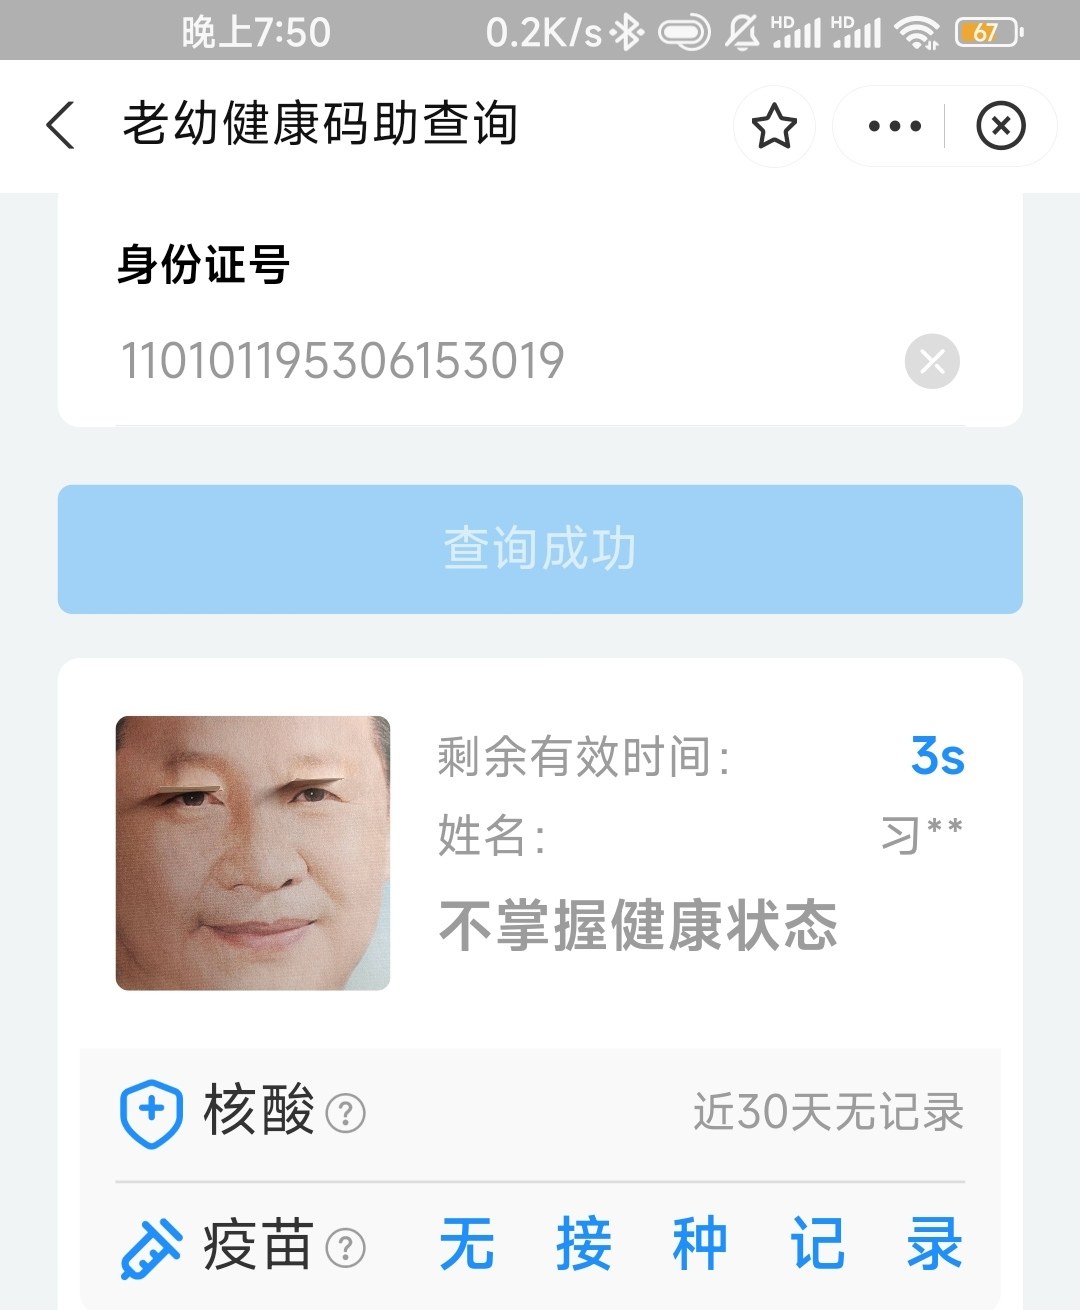 晚上7:50 0.2K/s HD HD 67
老幼健康码助查询
身份证号
110101195306153019
查询成功
剩余有效时间: 3s
姓名: 习**
不掌握健康状态
核酸 ? 近30天无记录
疫苗 ? 无接种记录